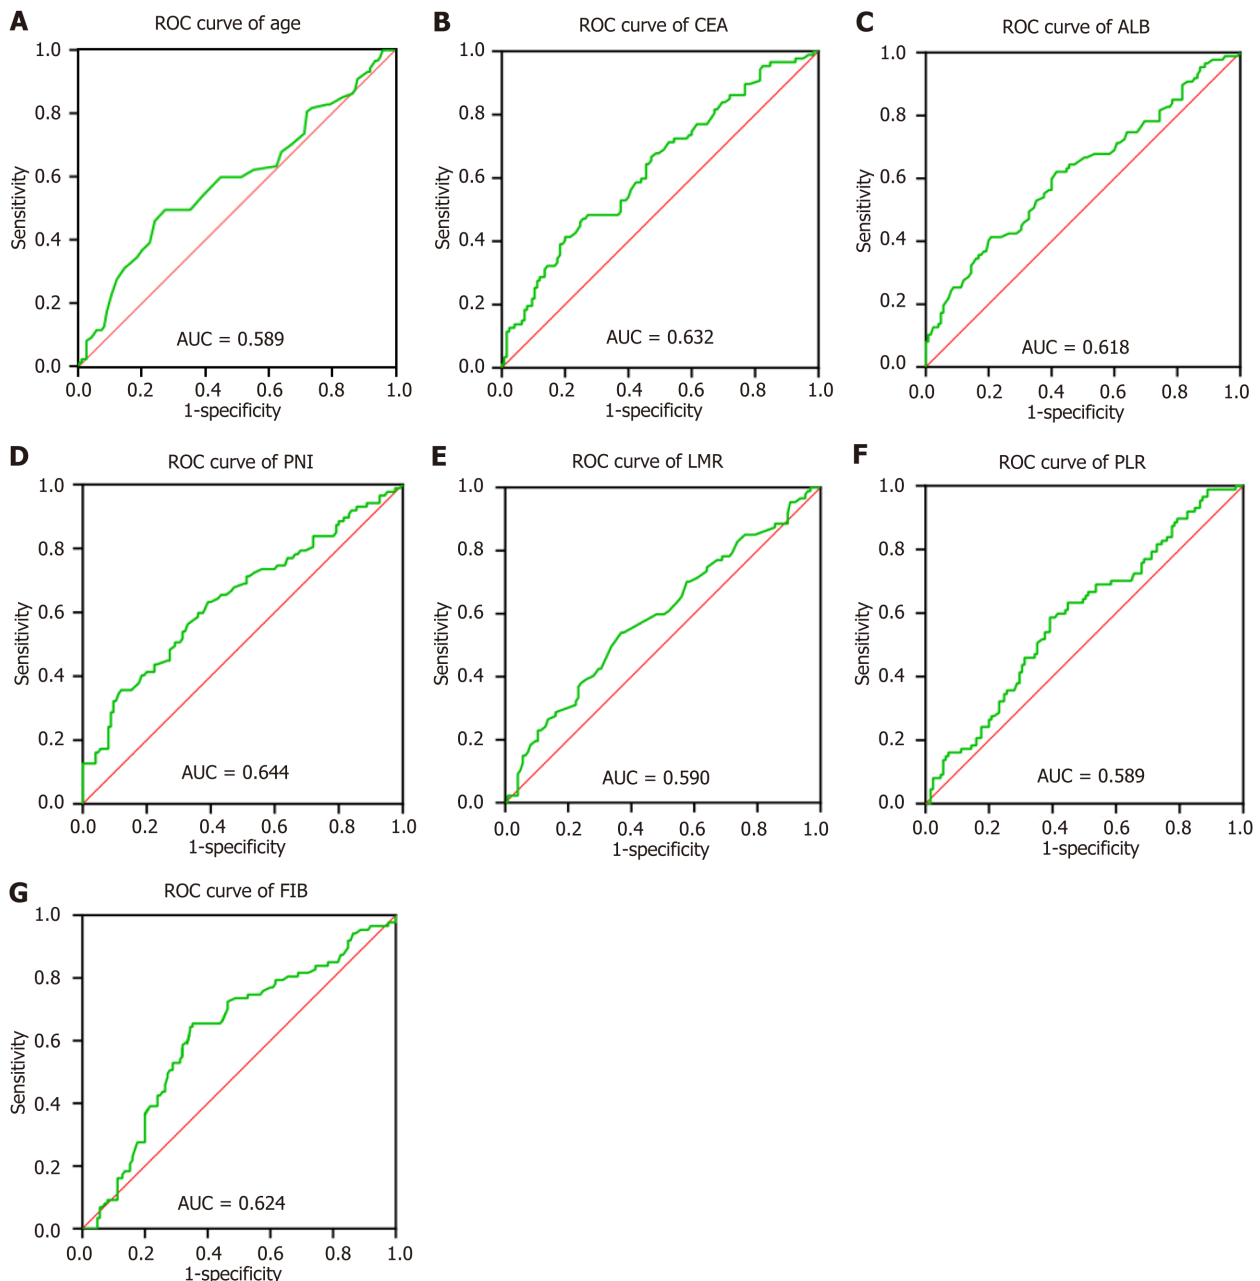 A
ROC curve of age
1.0
0.8
0.6
0.4
0.2
0.0
Sensitivity
AUC = 0.589
0.0 0.2 0.4 0.6 0.8 1.0
1-specificity
B
ROC curve of CEA
1.0
0.8
0.6
0.4
0.2
0.0
Sensitivity
AUC = 0.632
0.0 0.2 0.4 0.6 0.8 1.0
1-specificity
C
ROC curve of ALB
1.0
0.8
0.6
0.4
0.2
0.0
Sensitivity
AUC = 0.618
0.0 0.2 0.4 0.6 0.8 1.0
1-specificity
D
ROC curve of PNI
1.0
0.8
0.6
0.4
0.2
0.0
Sensitivity
AUC = 0.644
0.0 0.2 0.4 0.6 0.8 1.0
1-specificity
E
ROC curve of LMR
1.0
0.8
0.6
0.4
0.2
0.0
Sensitivity
AUC = 0.590
0.0 0.2 0.4 0.6 0.8 1.0
1-specificity
F
ROC curve of PLR
1.0
0.8
0.6
0.4
0.2
0.0
Sensitivity
AUC = 0.589
0.0 0.2 0.4 0.6 0.8 1.0
1-specificity
G
ROC curve of FIB
1.0
0.8
0.6
0.4
0.2
0.0
Sensitivity
AUC = 0.624
0.0 0.2 0.4 0.6 0.8 1.0
1-specificity